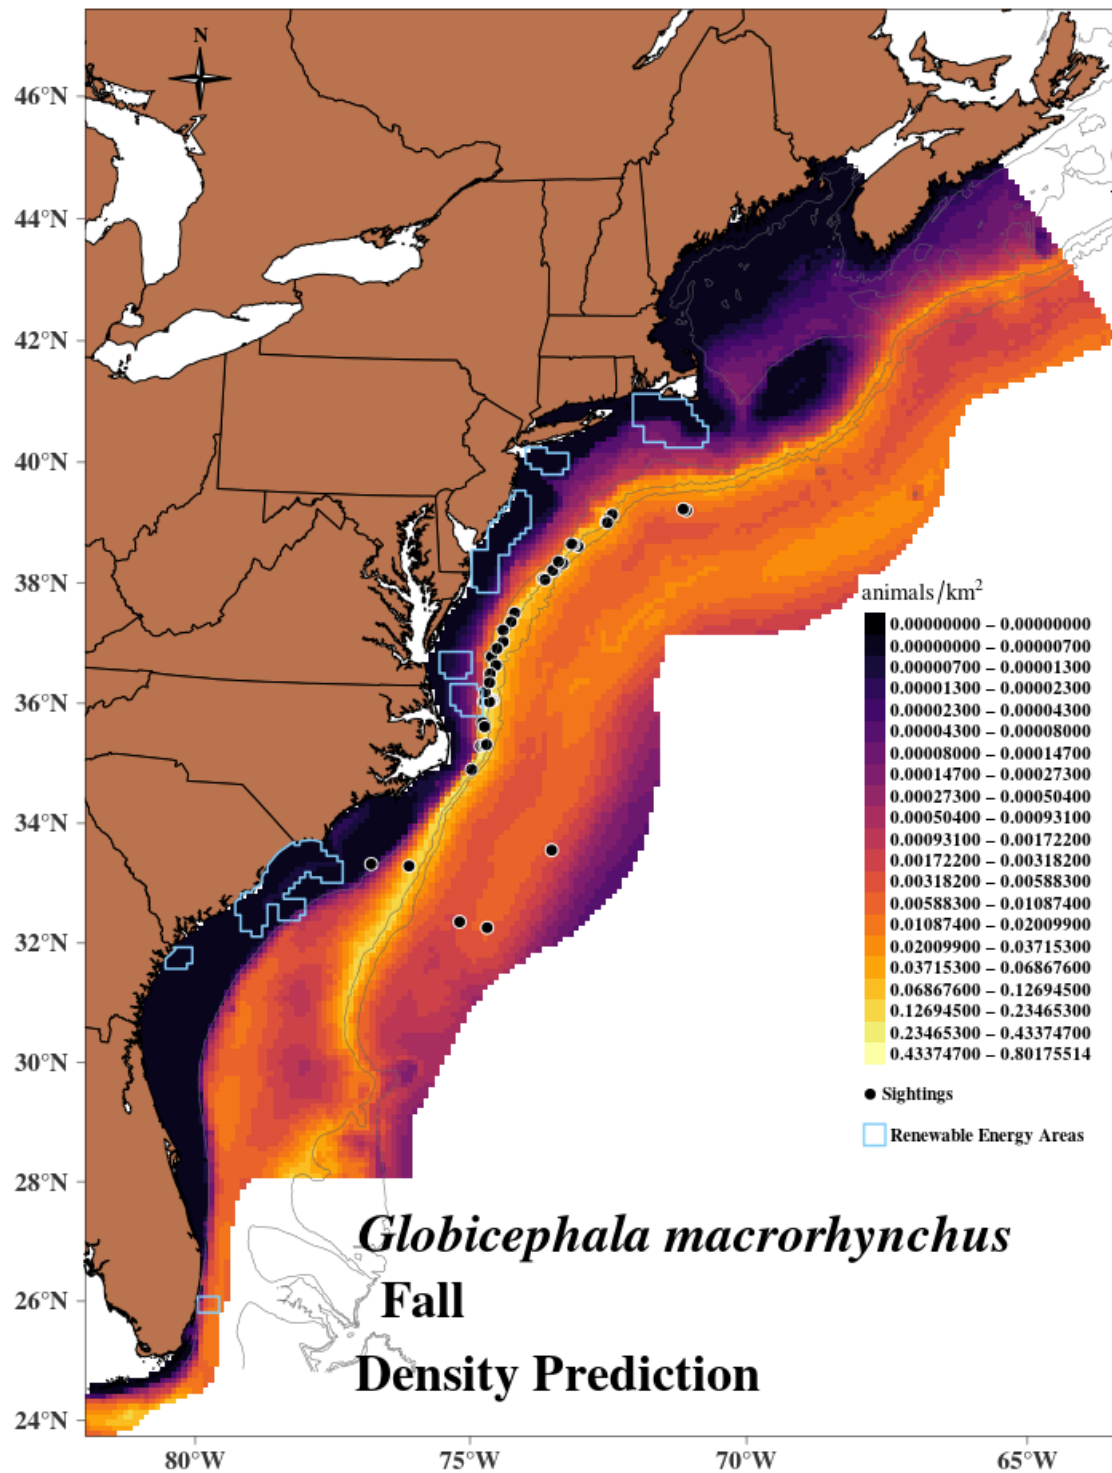 N
46°N
44°N
42°N
40°N
38°N
36°N
34°N
32°N
30°N
28°N
26°N
24°N
80°W
75°W
70°W
65°W
animals/km²
0.00000000 – 0.00000000
0.00000000 – 0.00000700
0.00000700 – 0.00001300
0.00001300 – 0.00002300
0.00002300 – 0.00004300
0.00004300 – 0.00008000
0.00008000 – 0.00014700
0.00014700 – 0.00027300
0.00027300 – 0.00050400
0.00050400 – 0.00093100
0.00093100 – 0.00172200
0.00172200 – 0.00318200
0.00318200 – 0.00588300
0.00588300 – 0.01087400
0.01087400 – 0.02009900
0.02009900 – 0.03715300
0.03715300 – 0.06867600
0.06867600 – 0.12694500
0.12694500 – 0.23465300
0.23465300 – 0.43374700
0.43374700 – 0.80175514
Sightings
Renewable Energy Areas
Globicephala macrorhynchus
Fall
Density Prediction